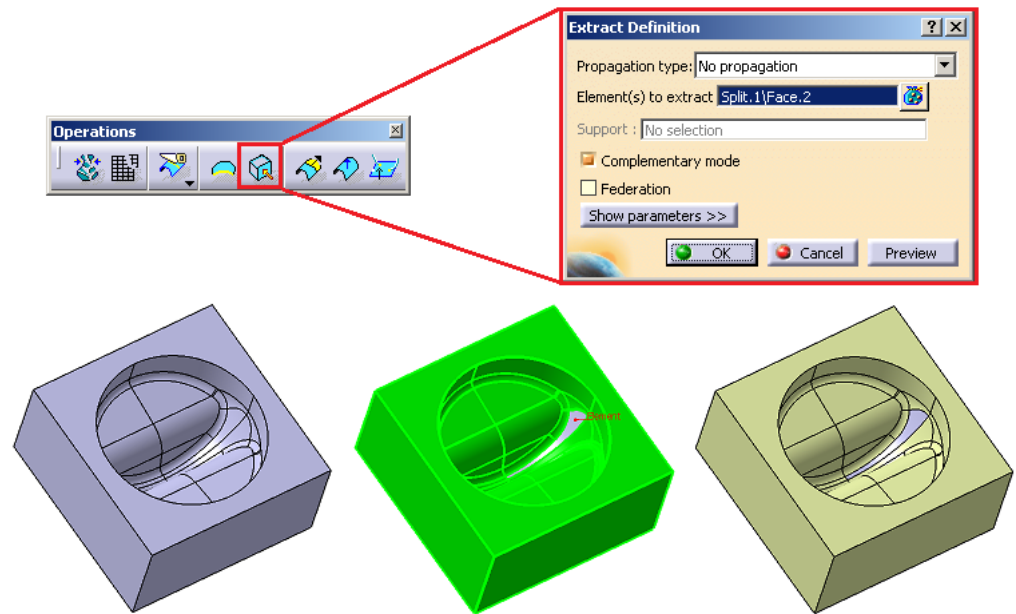 Extract Definition
Propagation type: No propagation
Element(s) to extract Split.1\Face.2
Support : No selection
Complementary mode
Federation
Show parameters >>
OK Cancel Preview
Operations
Element